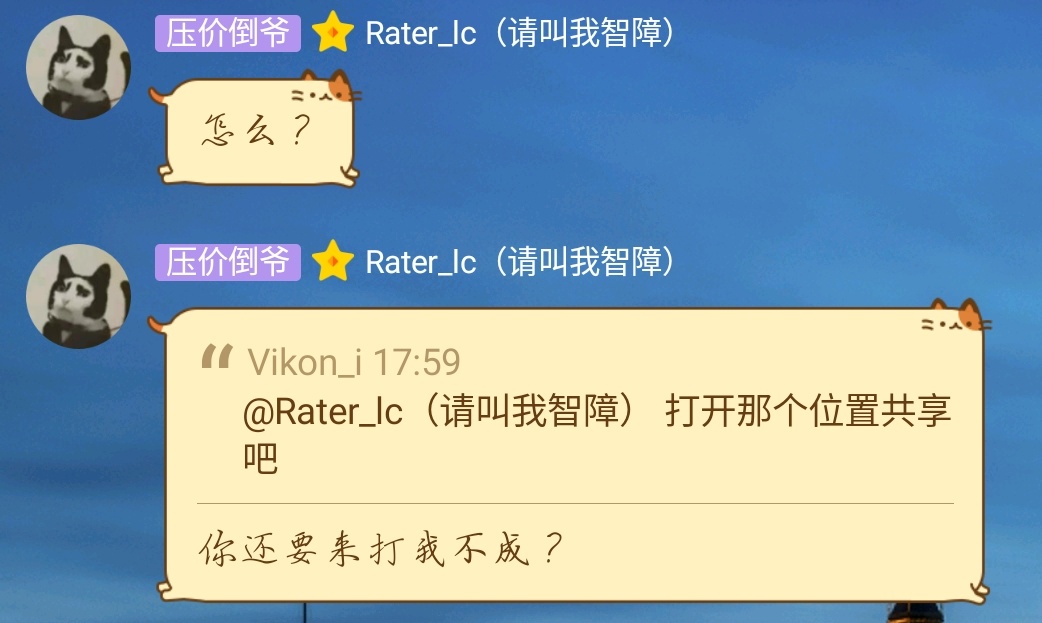 压价倒爷 Rater_lc（请叫我智障）
怎么？
压价倒爷 Rater_lc（请叫我智障）
“ Vikon_i 17:59
@Rater_lc（请叫我智障） 打开那个位置共享
吧
你还要来打我不成？